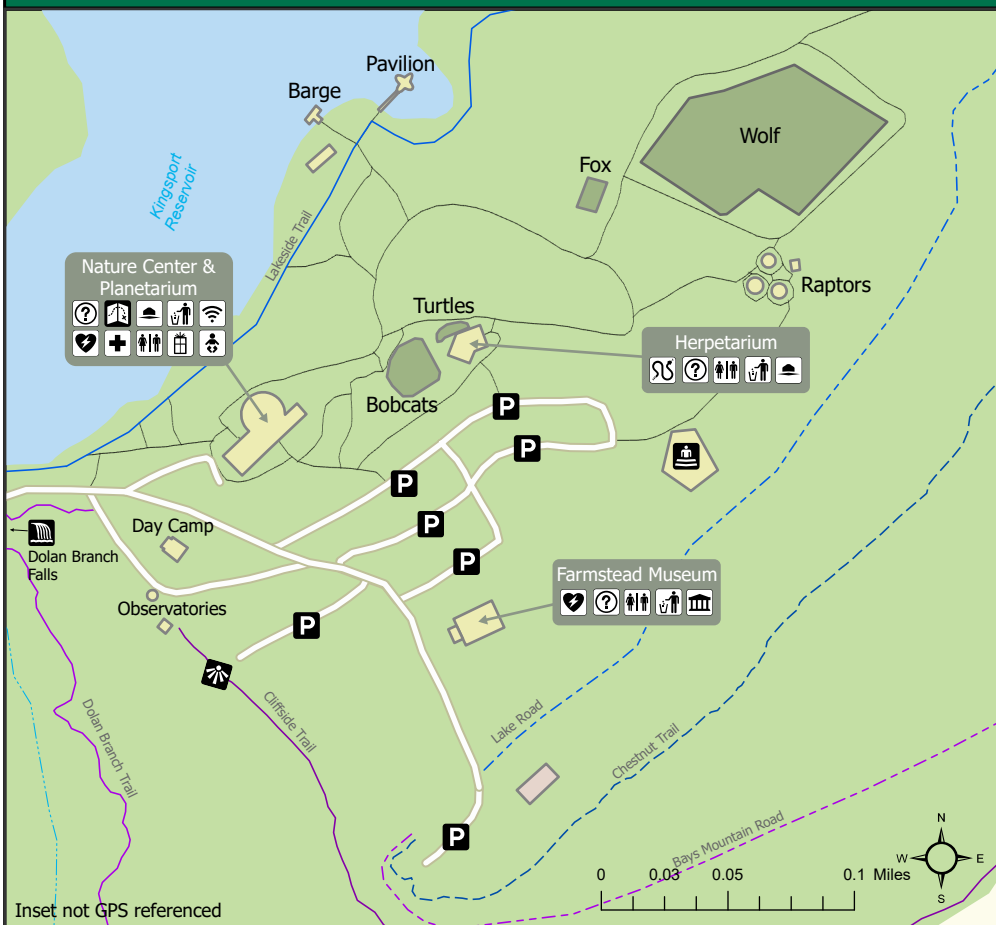 Pavilion
Barge
Wolf
Fox
Kingsport
Reservoir
Lakeside Trail
Nature Center &
Planetarium
?
Raptors
Turtles
Herpetarium
?
Bobcats
P
P
P
P
Day Camp
Dolan Branch
Falls
P
Farmstead Museum
?
Observatories
P
Cliffside Trail
Dolan Branch Trail
Lake Road
Chestnut Trail
P
Bays Mountain Road
N
W E
S
0 0.03 0.05 0.1 Miles
Inset not GPS referenced